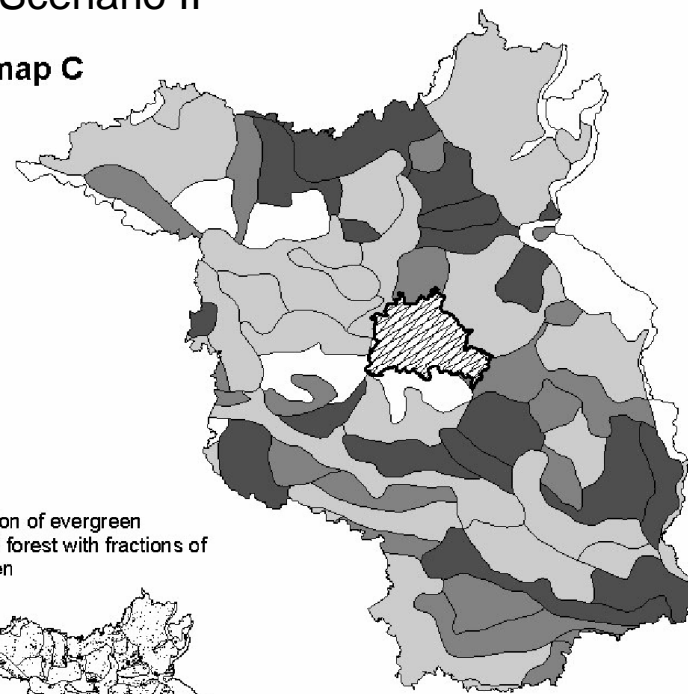 Scenario II
map C
on of evergreen
forest with fractions of
en